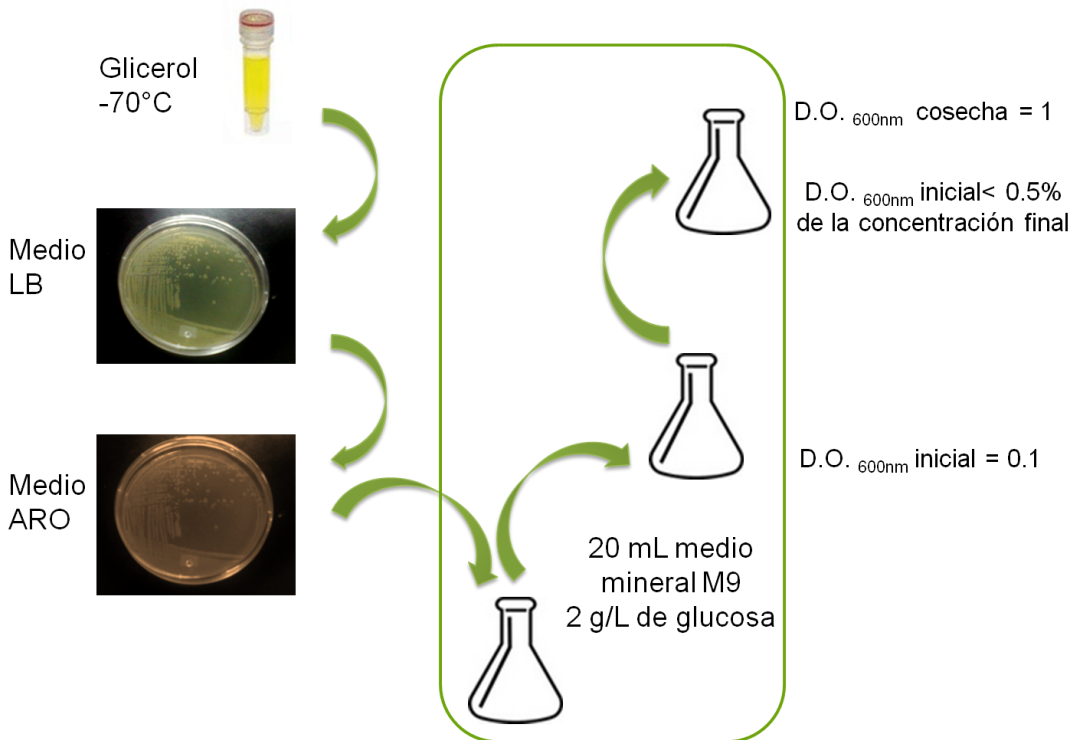 Glicerol
-70°C
Medio
LB
Medio
ARO
D.O. 600nm cosecha = 1
D.O. 600nm inicial< 0.5%
de la concentración final
D.O. 600nm inicial = 0.1
20 mL medio
mineral M9
2 g/L de glucosa